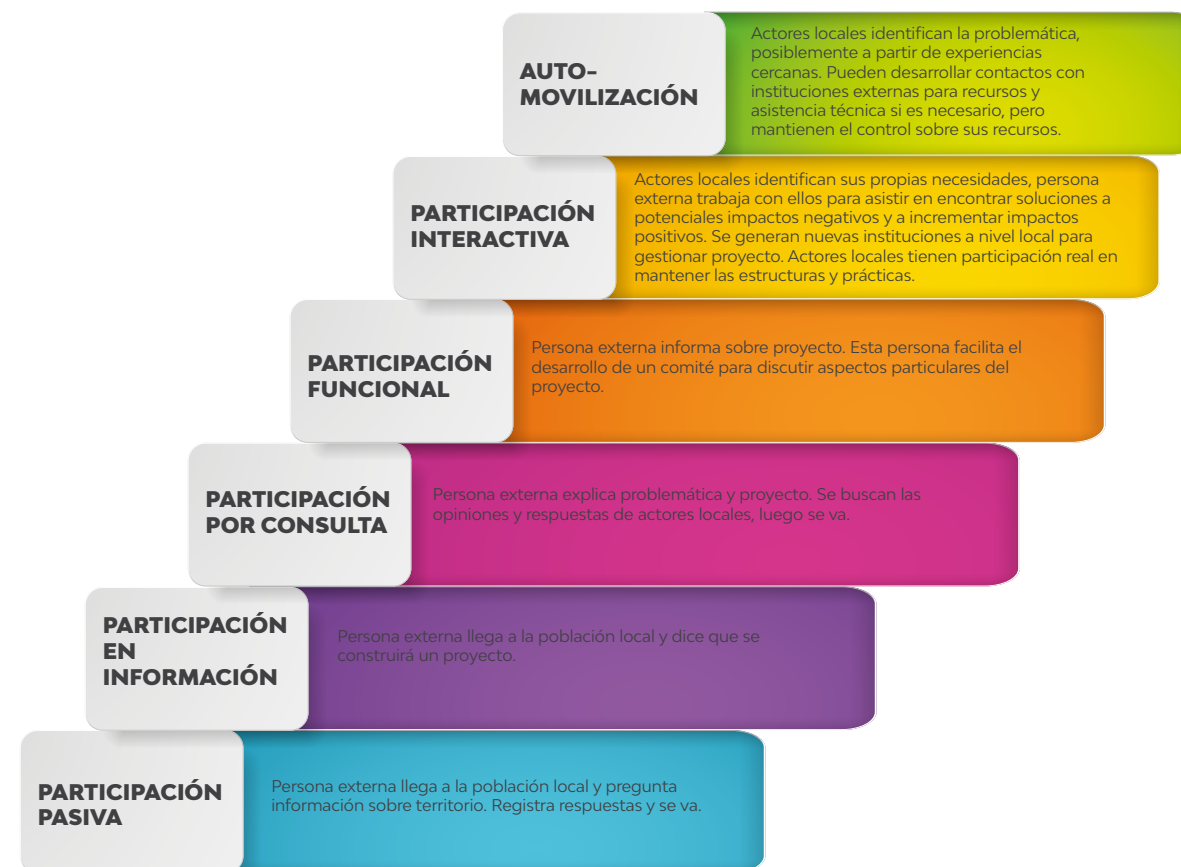 AUTO-
MOVILIZACIÓN
Actores locales identifican la problemática,
posiblemente a partir de experiencias
cercanas. Pueden desarrollar contactos con
instituciones externas para recursos y
asistencia técnica si es necesario, pero
mantienen el control sobre sus recursos.
PARTICIPACIÓN
INTERACTIVA
Actores locales identifican sus propias necesidades, persona
externa trabaja con ellos para asistir en encontrar soluciones a
potenciales impactos negativos y a incrementar impactos
positivos. Se generan nuevas instituciones a nivel local para
gestionar proyecto. Actores locales tienen participación real en
mantener las estructuras y prácticas.
PARTICIPACIÓN
FUNCIONAL
Persona externa informa sobre proyecto. Esta persona facilita el
desarrollo de un comité para discutir aspectos particulares del
proyecto.
PARTICIPACIÓN
POR CONSULTA
Persona externa explica problemática y proyecto. Se buscan las
opiniones y respuestas de actores locales, luego se va.
PARTICIPACIÓN
EN
INFORMACIÓN
Persona externa llega a la población local y dice que se
construirá un proyecto.
PARTICIPACIÓN
PASIVA
Persona externa llega a la población local y pregunta
información sobre territorio. Registra respuestas y se va.